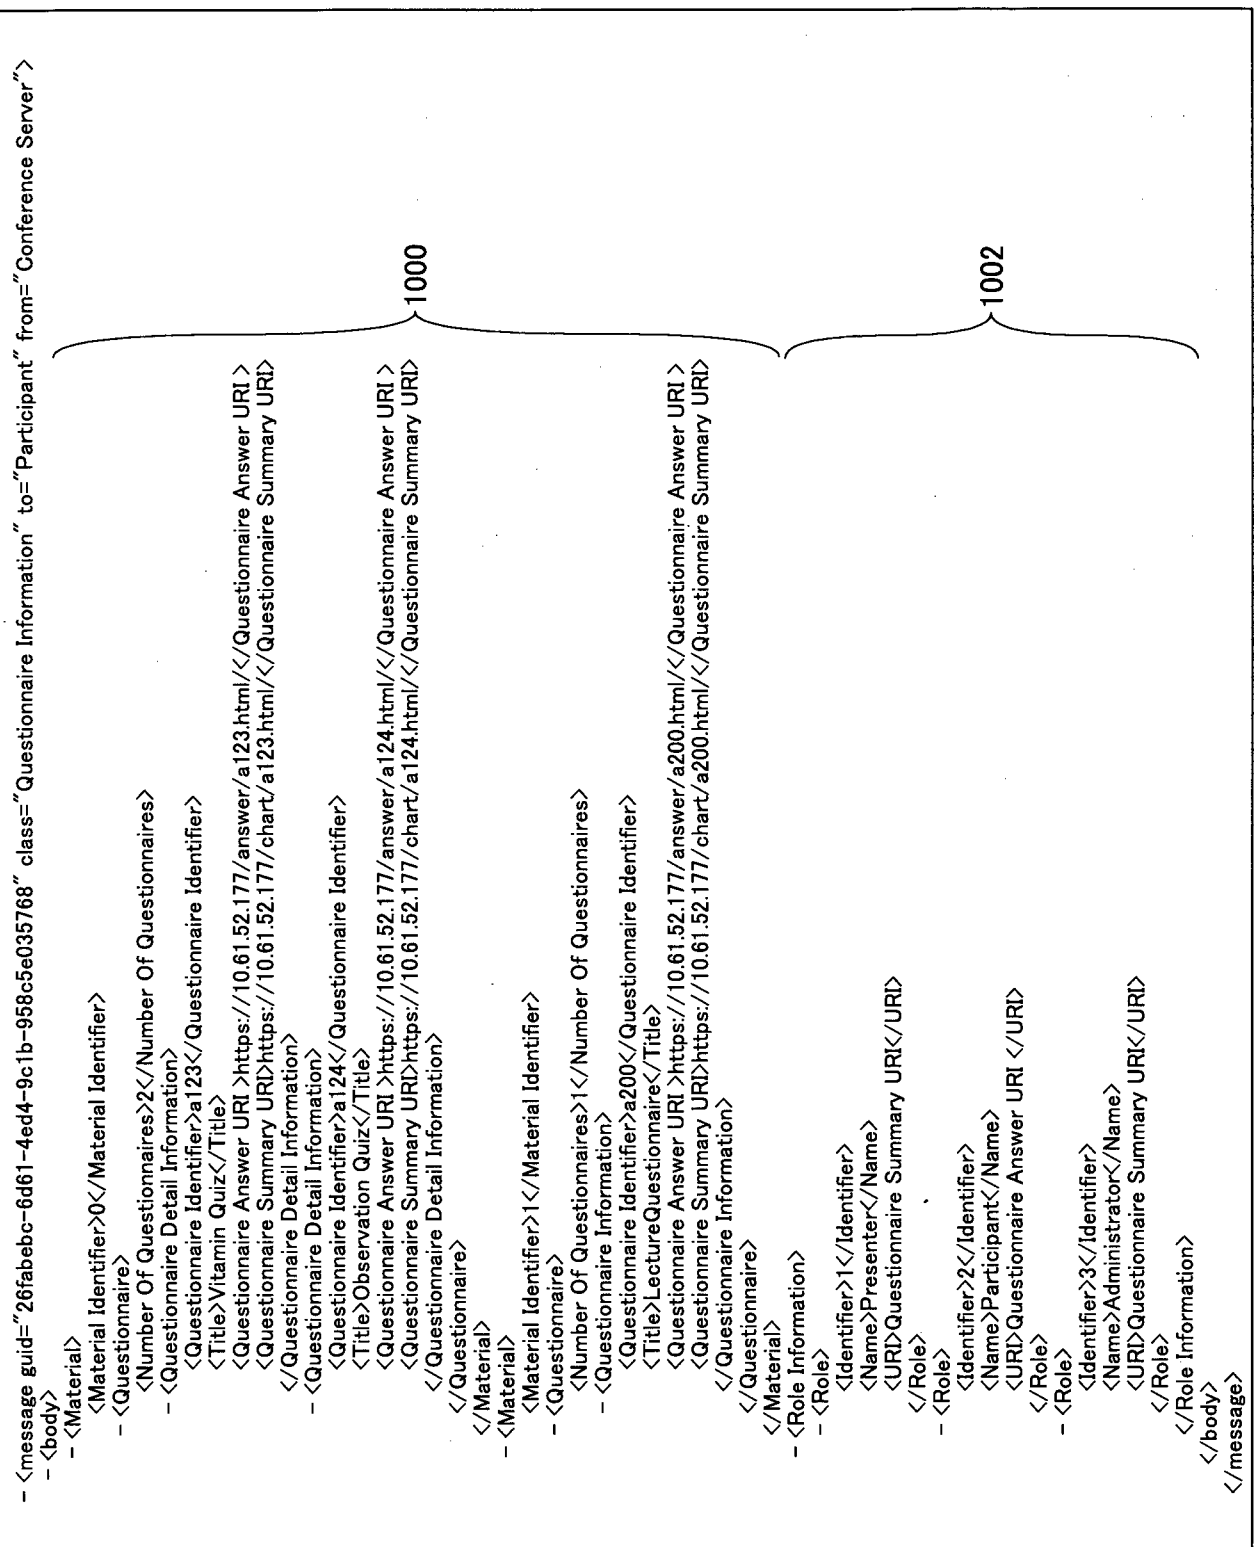 - <message guid="26fabebc-6d61-4ed4-9c1b-958c5e035768" class="Questionnaire Information" to="Participant" from="Conference Server">
- <body>
- <Material>
<Material Identifier>0</Material Identifier>
- <Questionnaire>
<Number Of Questionnaires>2</Number Of Questionnaires>
- <Questionnaire Detail Information>
<Questionnaire Identifier>a123</Questionnaire Identifier>
<Title>Vitamin Quiz</Title>
<Questionnaire Answer URI >https://10.61.52.177/answer/a123.html/</Questionnaire Answer URI >
<Questionnaire Summary URI>https://10.61.52.177/chart/a123.html/</Questionnaire Summary URI>
</Questionnaire Detail Information>
- <Questionnaire Detail Information>
<Questionnaire Identifier>a124</Questionnaire Identifier>
<Title>Observation Quiz</Title>
<Questionnaire Answer URI >https://10.61.52.177/answer/a124.html/</Questionnaire Answer URI >
<Questionnaire Summary URI>https://10.61.52.177/chart/a124.html/</Questionnaire Summary URI>
</Questionnaire Detail Information>
</Questionnaire>
</Material>
- <Material>
<Material Identifier>1</Material Identifier>
- <Questionnaire>
<Number Of Questionnaires>1</Number Of Questionnaires>
- <Questionnaire Information>
<Questionnaire Identifier>a200</Questionnaire Identifier>
<Title>LectureQuestionnaire</Title>
<Questionnaire Answer URI >https://10.61.52.177/answer/a200.html/</Questionnaire Answer URI >
<Questionnaire Summary URI>https://10.61.52.177/chart/a200.html/</Questionnaire Summary URI>
</Questionnaire Information>
</Questionnaire>
</Material>
1000
- <Role Information>
- <Role>
<Identifier>1</Identifier>
<Name>Presenter</Name>
<URI>Questionnaire Summary URI</URI>
</Role>
- <Role>
<Identifier>2</Identifier>
<Name>Participant</Name>
<URI>Questionnaire Answer URI </URI>
</Role>
- <Role>
<Identifier>3</Identifier>
<Name>Administrator</Name>
<URI>Questionnaire Summary URI</URI>
</Role>
</Role Information>
1002
</body>
</message>